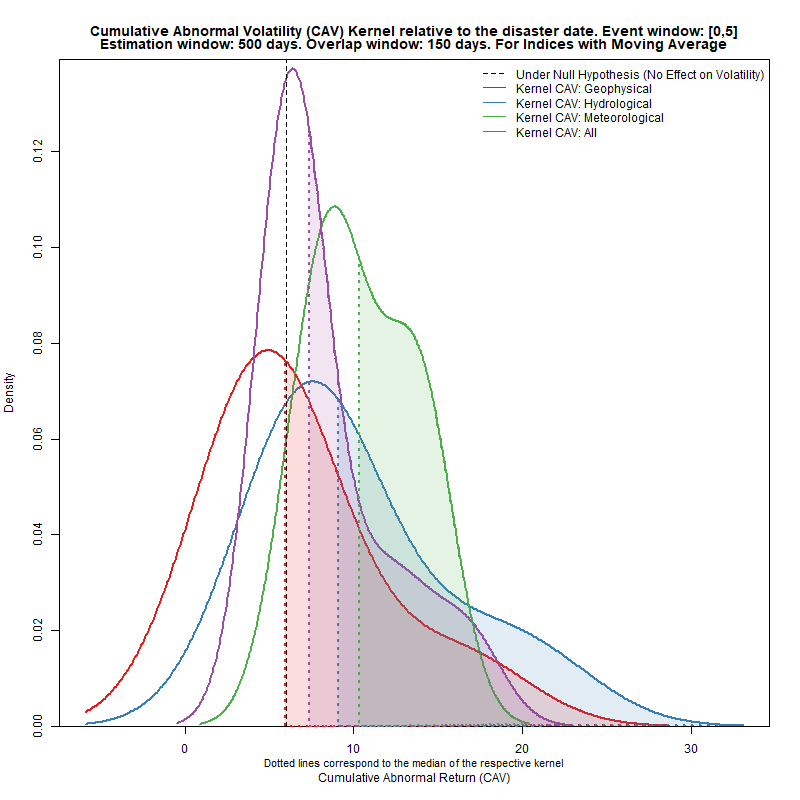 Cumulative Abnormal Volatility (CAV) Kernel relative to the disaster date. Event window: [0,5]
Estimation window: 500 days. Overlap window: 150 days. For Indices with Moving Average
Under Null Hypothesis (No Effect on Volatility)
Kernel CAV: Geophysical
Kernel CAV: Hydrological
Kernel CAV: Meteorological
Kernel CAV: All
Density
0.12
0.10
0.08
0.06
0.04
0.02
0.00
0 10 20 30
Dotted lines correspond to the median of the respective kernel
Cumulative Abnormal Return (CAV)